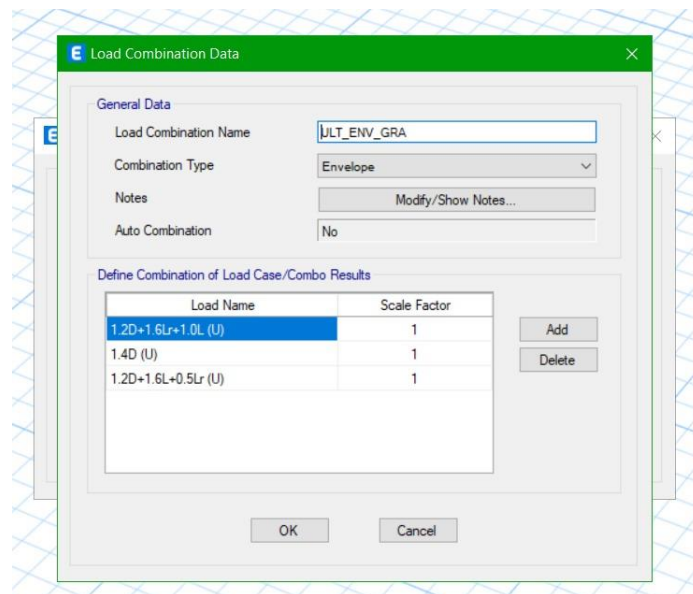 E Load Combination Data
E
General Data
Load Combination Name ULT_ENV_GRA
Combination Type Envelope
Notes Modify/Show Notes...
Auto Combination No
Define Combination of Load Case/Combo Results
Load Name Scale Factor
1.2D+1.6Lr+1.0L (U) 1 Add
1.4D (U) 1 Delete
1.2D+1.6L+0.5Lr (U) 1
OK Cancel